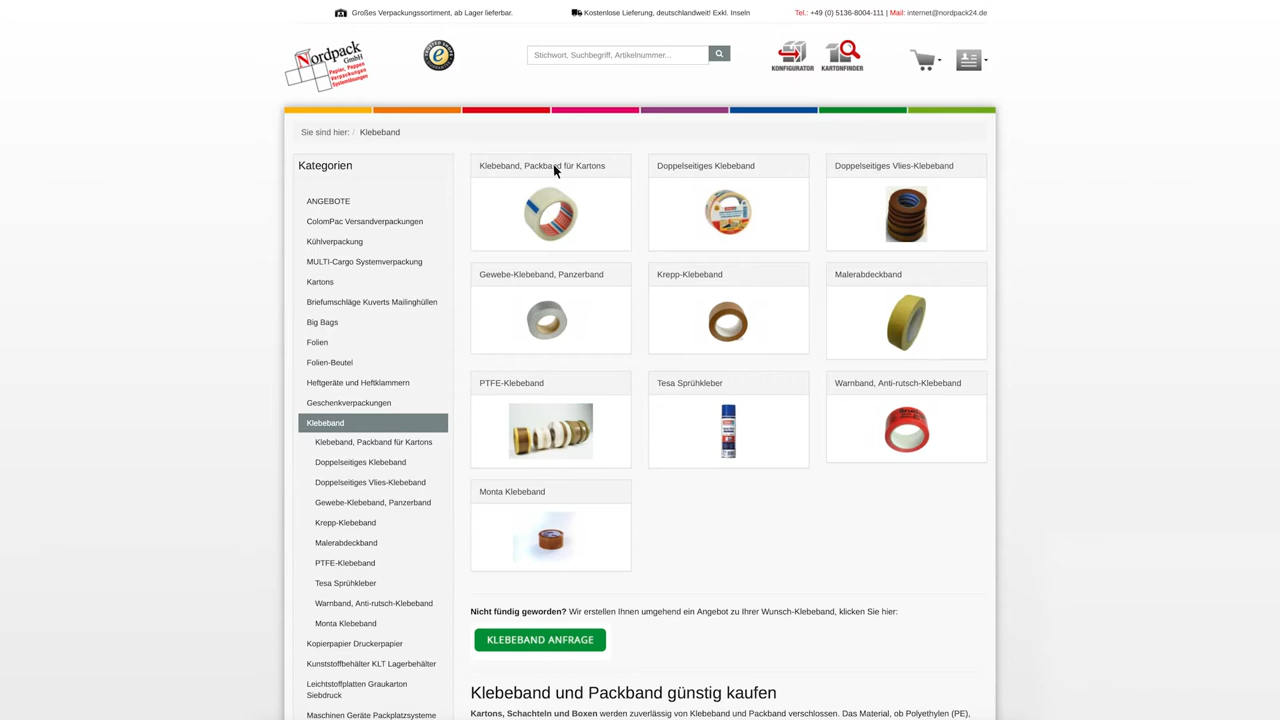 Großes Verpackungssortiment, ab Lager lieferbar.
Kostenlose Lieferung, deutschlandweit! Exkl. Inseln
Tel.: +49 (0) 5136-8004-111 | Mail: internet@nordpack24.de
Nordpack
GmbH
Papier, Pappen
Verpackungen
Systemlösungen
Stichwort, Suchbegriff, Artikelnummer...
KONFIGURATOR
KARTONFINDER
Sie sind hier: / Klebeband
Kategorien
ANGEBOTE
ColomPac Versandverpackungen
Kühlverpackung
MULTI-Cargo Systemverpackung
Kartons
Briefumschläge Kuverts Mailinghüllen
Big Bags
Folien
Folien-Beutel
Heftgeräte und Heftklammern
Geschenkverpackungen
Klebeband
Klebeband, Packband für Kartons
Doppelseitiges Klebeband
Doppelseitiges Vlies-Klebeband
Gewebe-Klebeband, Panzerband
Krepp-Klebeband
Malerabdeckband
PTFE-Klebeband
Tesa Sprühkleber
Warnband, Anti-rutsch-Klebeband
Monta Klebeband
Kopierpapier Druckerpapier
Kunststoffbehälter KLT Lagerbehälter
Leichtstoffplatten Graukarton
Siebdruck
Maschinen Geräte Packplatzsysteme
Klebeband, Packband für Kartons
Doppelseitiges Klebeband
Doppelseitiges Vlies-Klebeband
Gewebe-Klebeband, Panzerband
Krepp-Klebeband
Malerabdeckband
PTFE-Klebeband
Tesa Sprühkleber
Warnband, Anti-rutsch-Klebeband
Monta Klebeband
Nicht fündig geworden? Wir erstellen Ihnen umgehend ein Angebot zu Ihrer Wunsch-Klebeband, klicken Sie hier:
KLEBEBAND ANFRAGE
Klebeband und Packband günstig kaufen
Kartons, Schachteln und Boxen werden zuverlässig von Klebeband und Packband verschlossen. Das Material, ob Polyethylen (PE),